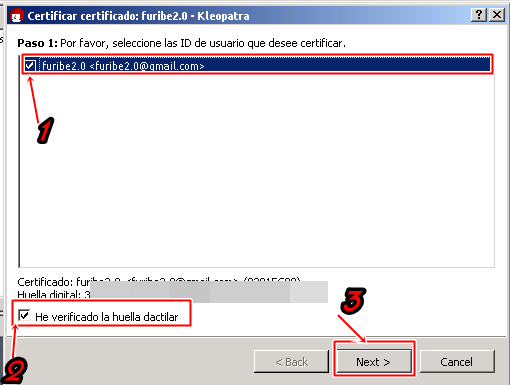 Certificar certificado: furibe2.0 - Kleopatra
Paso 1: Por favor, seleccione las ID de usuario que desee certificar.
furibe2.0 <furibe2.0@gmail.com>
1
Certificado: furibe2.0 <furibe2.0@gmail.com>
Huella digital: 3
He verificado la huella dactilar
2
3
< Back
Next >
Cancel